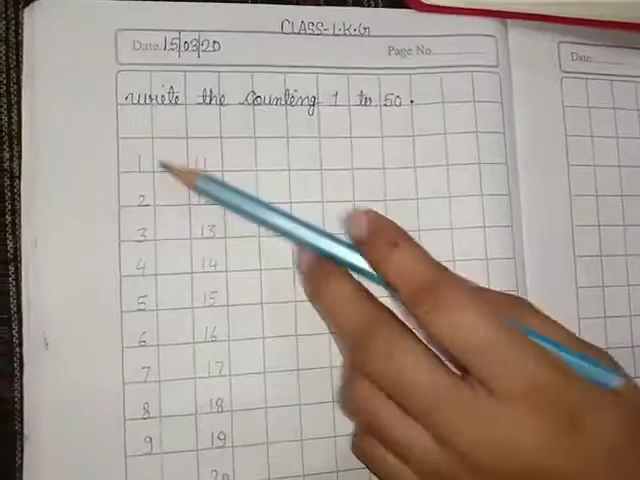 CLASS-L.K.G
Date. 15|03|20
Page No.
Date:
write the counting 1 to 50.
1 11
2
3 13
4 14
5 15
6 16
7 17
8 18
9 19
20